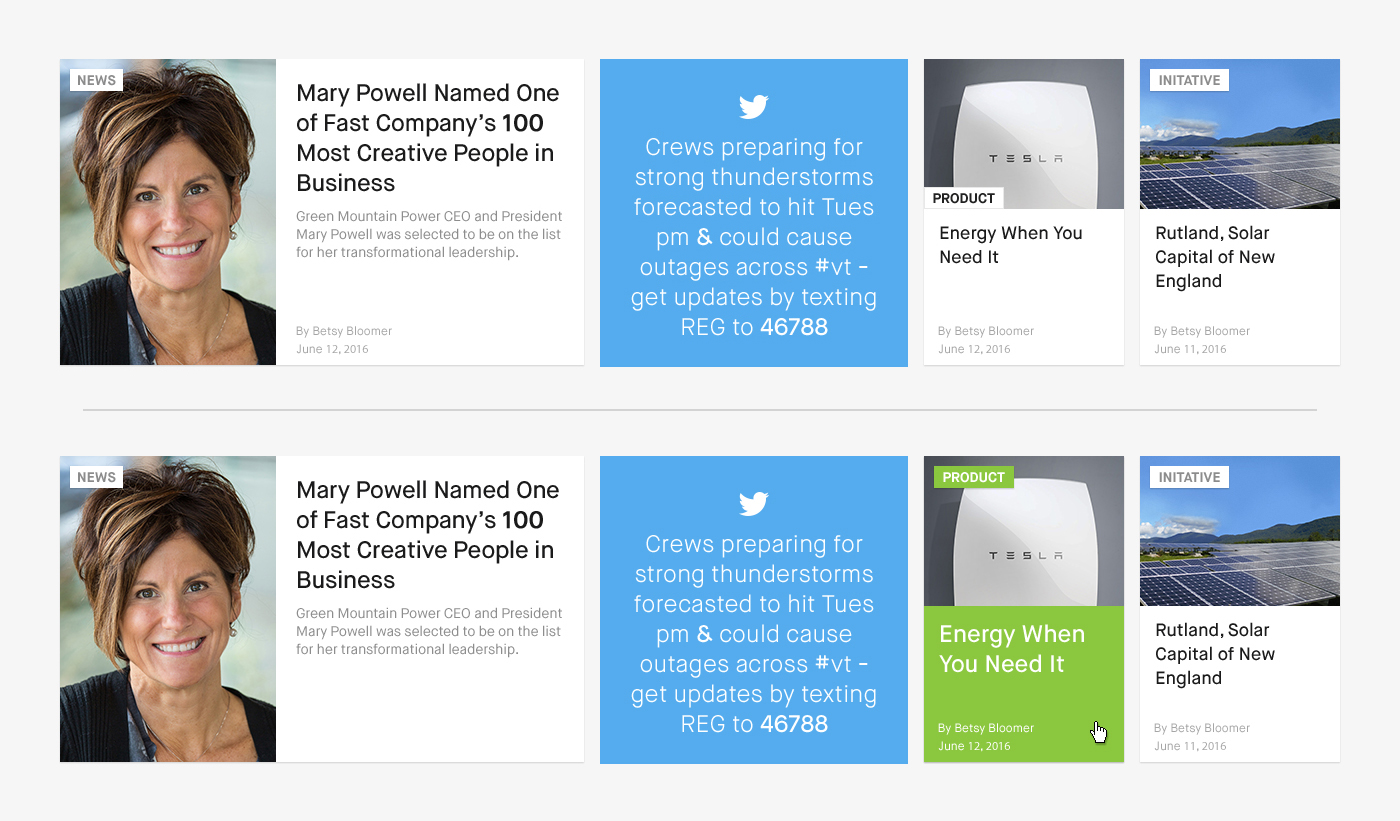 NEWS
Mary Powell Named One
of Fast Company’s 100
Most Creative People in
Business
Green Mountain Power CEO and President
Mary Powell was selected to be on the list
for her transformational leadership.
By Betsy Bloomer
June 12, 2016
Crews preparing for
strong thunderstorms
forecasted to hit Tues
pm & could cause
outages across #vt -
get updates by texting
REG to 46788
TESLA
PRODUCT
Energy When You
Need It
By Betsy Bloomer
June 12, 2016
INITATIVE
Rutland, Solar
Capital of New
England
By Betsy Bloomer
June 11, 2016
NEWS
Mary Powell Named One
of Fast Company’s 100
Most Creative People in
Business
Green Mountain Power CEO and President
Mary Powell was selected to be on the list
for her transformational leadership.
Crews preparing for
strong thunderstorms
forecasted to hit Tues
pm & could cause
outages across #vt -
get updates by texting
REG to 46788
PRODUCT
TESLA
Energy When
You Need It
By Betsy Bloomer
June 12, 2016
INITATIVE
Rutland, Solar
Capital of New
England
By Betsy Bloomer
June 11, 2016